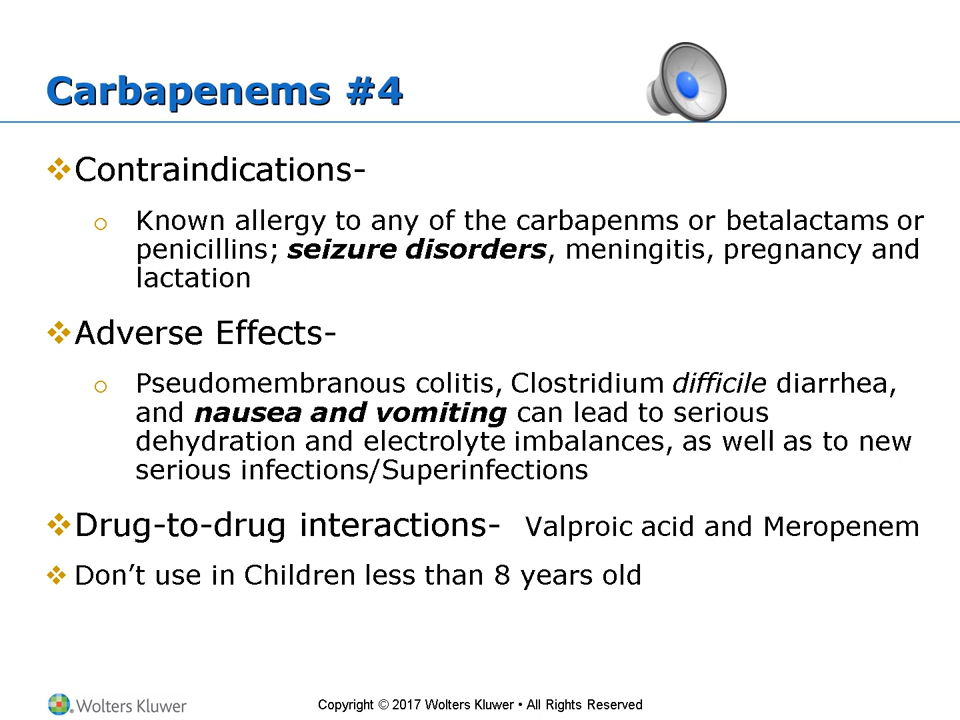 Carbapenems #4
Contraindications-
Known allergy to any of the carbapenms or betalactams or
penicillins; seizure disorders, meningitis, pregnancy and
lactation
Adverse Effects-
Pseudomembranous colitis, Clostridium difficile diarrhea,
and nausea and vomiting can lead to serious
dehydration and electrolyte imbalances, as well as to new
serious infections/Superinfections
Drug-to-drug interactions- Valproic acid and Meropenem
Don’t use in Children less than 8 years old
Wolters Kluwer
Copyright © 2017 Wolters Kluwer • All Rights Reserved